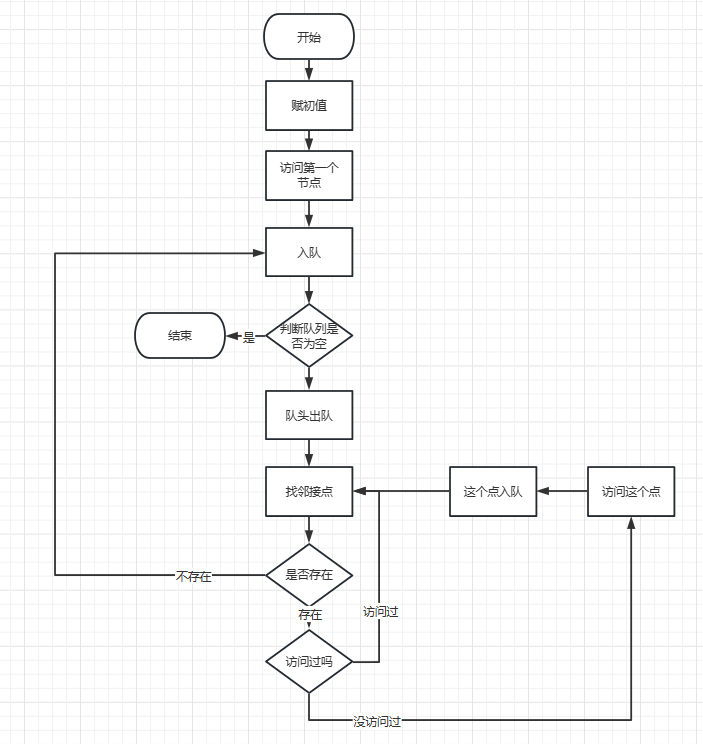 开始
赋初值
访问第一个
节点
入队
判断队列是
否为空
是
结束
队头出队
找邻接点
这个点入队
访问这个点
是否存在
不存在
存在
访问过
访问过吗
没访问过